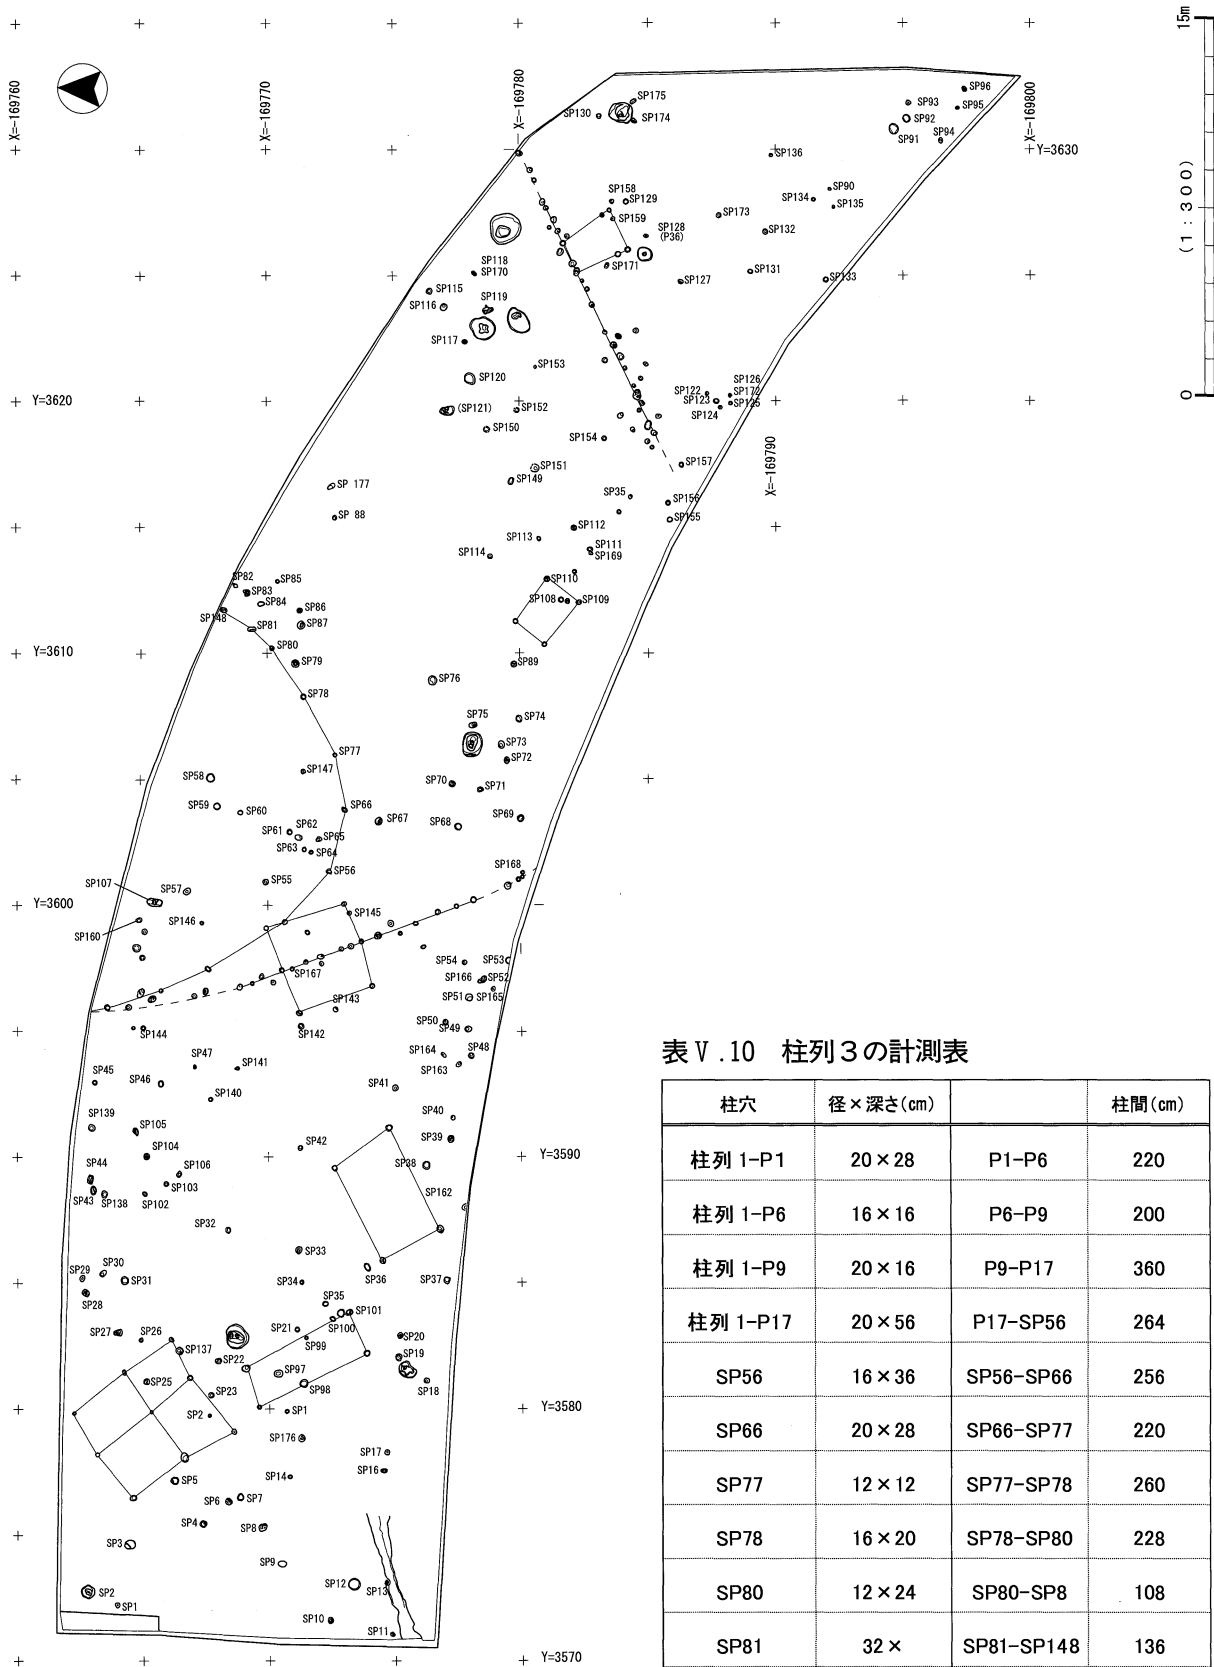 X=-169760
X=-169770
X=-169780
X=-169790
X=-169800
15m
(1:300)
0
SP175
SP130
SP174
SP96
SP93
SP95
SP92
SP91
SP94
Y=3630
SP136
SP90
SP134
SP135
SP158
SP129
SP173
SP159
SP128
(P36)
SP132
SP118
SP170
SP171
SP131
SP127
SP133
SP115
SP116
SP119
SP117
SP153
SP120
SP126
SP122
SP172
SP123
SP125
SP124
Y=3620
(SP121)
SP152
SP150
SP154
SP151
SP149
SP157
SP 177
SP35
SP156
SP 88
SP155
SP112
SP113
SP111
SP169
SP114
SP82
SP85
SP83
SP84
SP110
SP108
SP109
SP148
SP86
SP81
SP87
SP80
Y=3610
SP79
SP89
SP76
SP78
SP75
SP74
SP73
SP77
SP72
SP147
SP58
SP70
SP71
SP59
SP60
SP66
SP67
SP69
SP61
SP62
SP68
SP65
SP63
SP64
SP168
SP56
SP107
SP57
SP55
Y=3600
SP145
SP146
SP160
SP54
SP53
SP167
SP166
SP52
SP143
SP51
SP165
SP144
SP142
SP50
SP49
SP47
SP141
SP164
SP48
SP163
SP45
SP46
SP41
SP140
SP139
SP105
SP40
SP39
SP104
SP42
Y=3590
SP44
SP106
SP38
SP103
SP43
SP138
SP102
SP162
SP32
SP33
SP30
SP29
SP31
SP34
SP36
SP37
SP28
SP35
SP101
SP27
SP26
SP21
SP100
SP20
SP99
SP137
SP22
SP19
SP25
SP97
SP18
SP23
SP98
SP2
SP1
Y=3580
SP176
SP17
SP5
SP14
SP16
SP6
SP7
SP4
SP8
SP3
SP9
SP12
SP13
SP2
SP1
SP10
SP11
Y=3570
表Ⅴ.10 柱列3の計測表
柱穴 径×深さ(cm) 柱間(cm)
柱列 1-P1 20×28 P1-P6 220
柱列 1-P6 16×16 P6-P9 200
柱列 1-P9 20×16 P9-P17 360
柱列 1-P17 20×56 P17-SP56 264
SP56 16×36 SP56-SP66 256
SP66 20×28 SP66-SP77 220
SP77 12×12 SP77-SP78 260
SP78 16×20 SP78-SP80 228
SP80 12×24 SP80-SP8 108
SP81 32× SP81-SP148 136